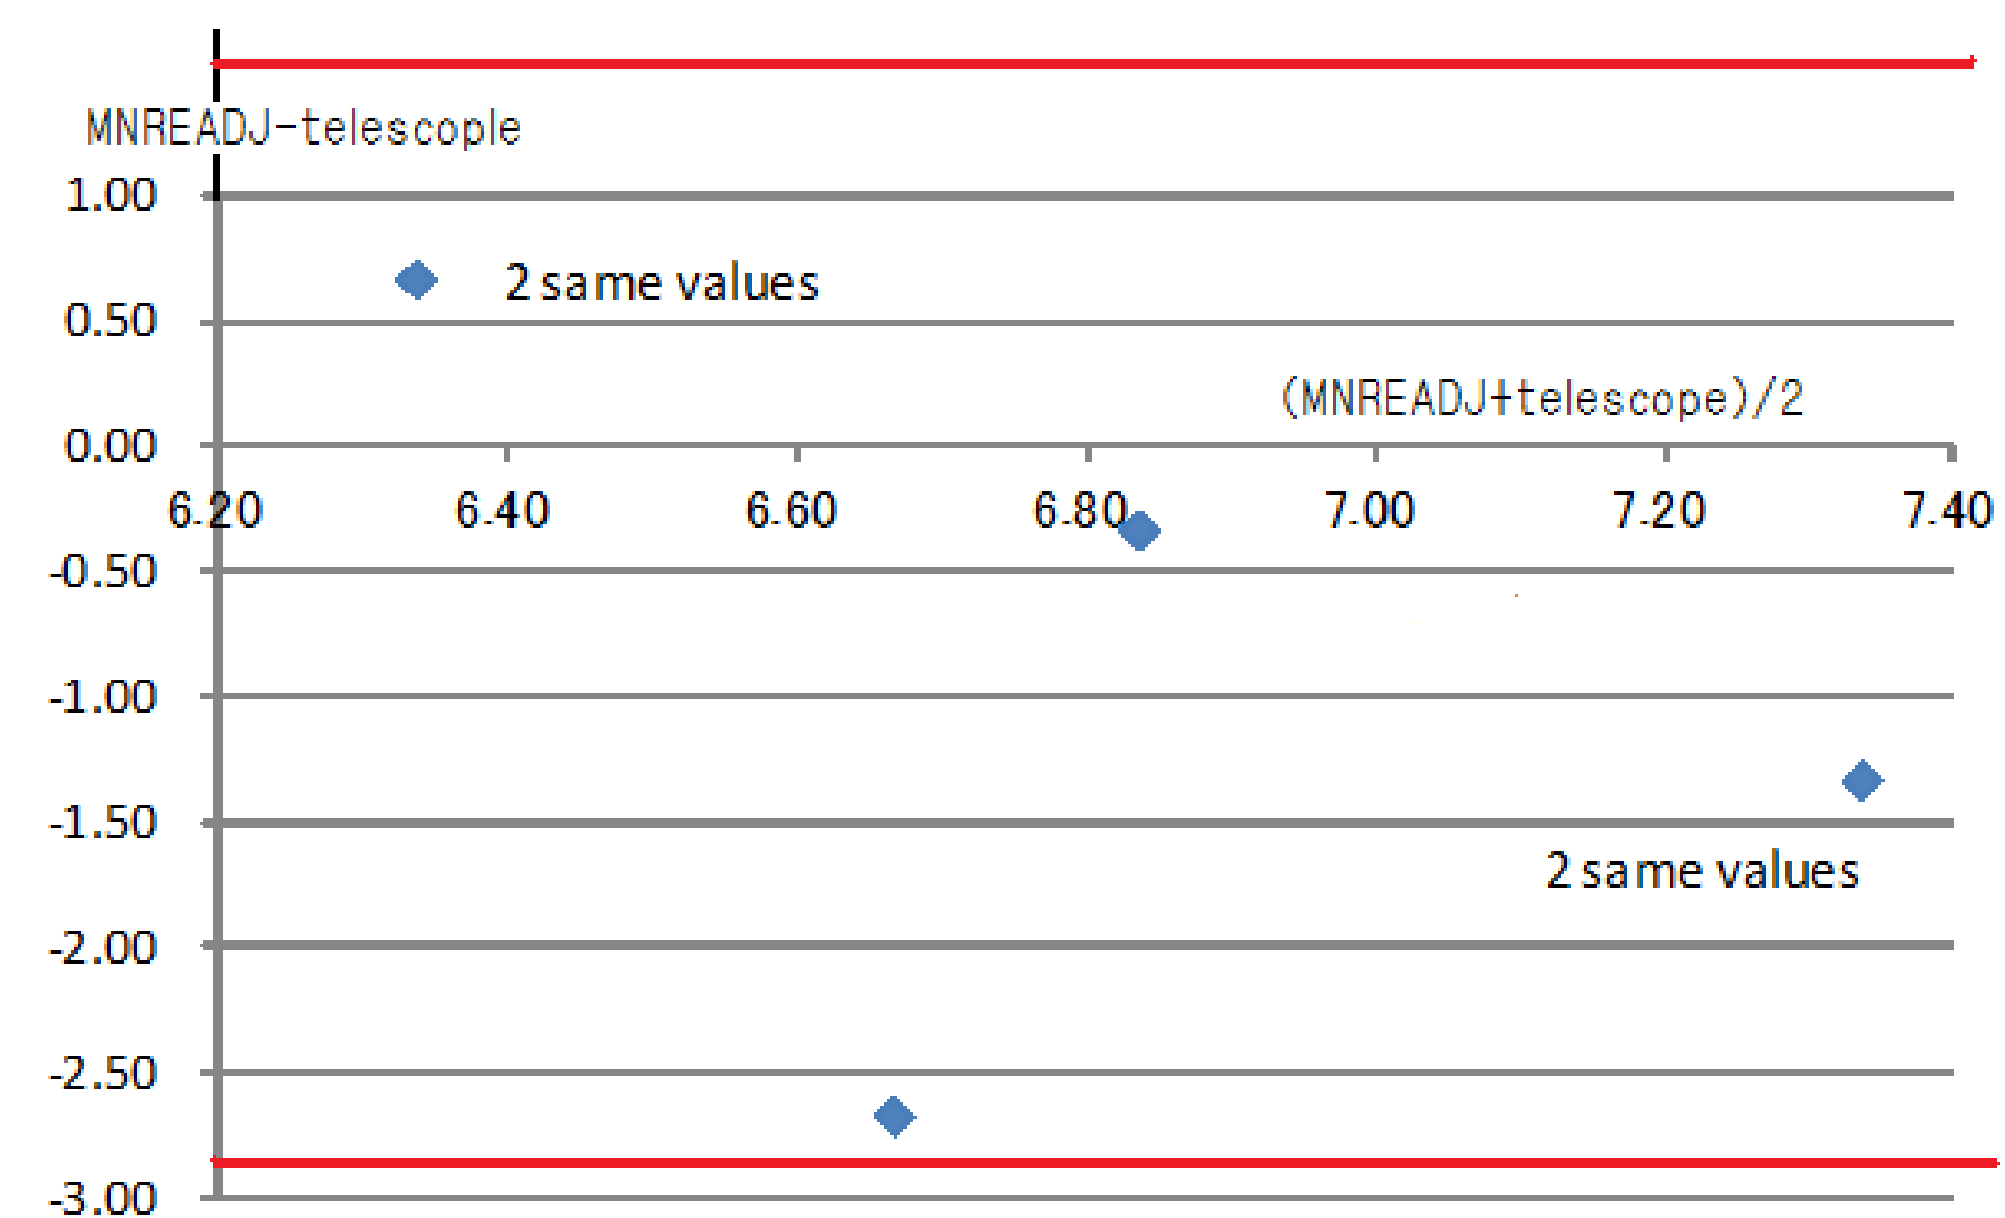 MNREADJ-telescople
1.00
2 same values
0.50
(MNREADJ+telescope)/2
0.00
6.20 6.40 6.60 6.80 7.00 7.20 7.40
-0.50
-1.00
-1.50
2 same values
-2.00
-2.50
-3.00